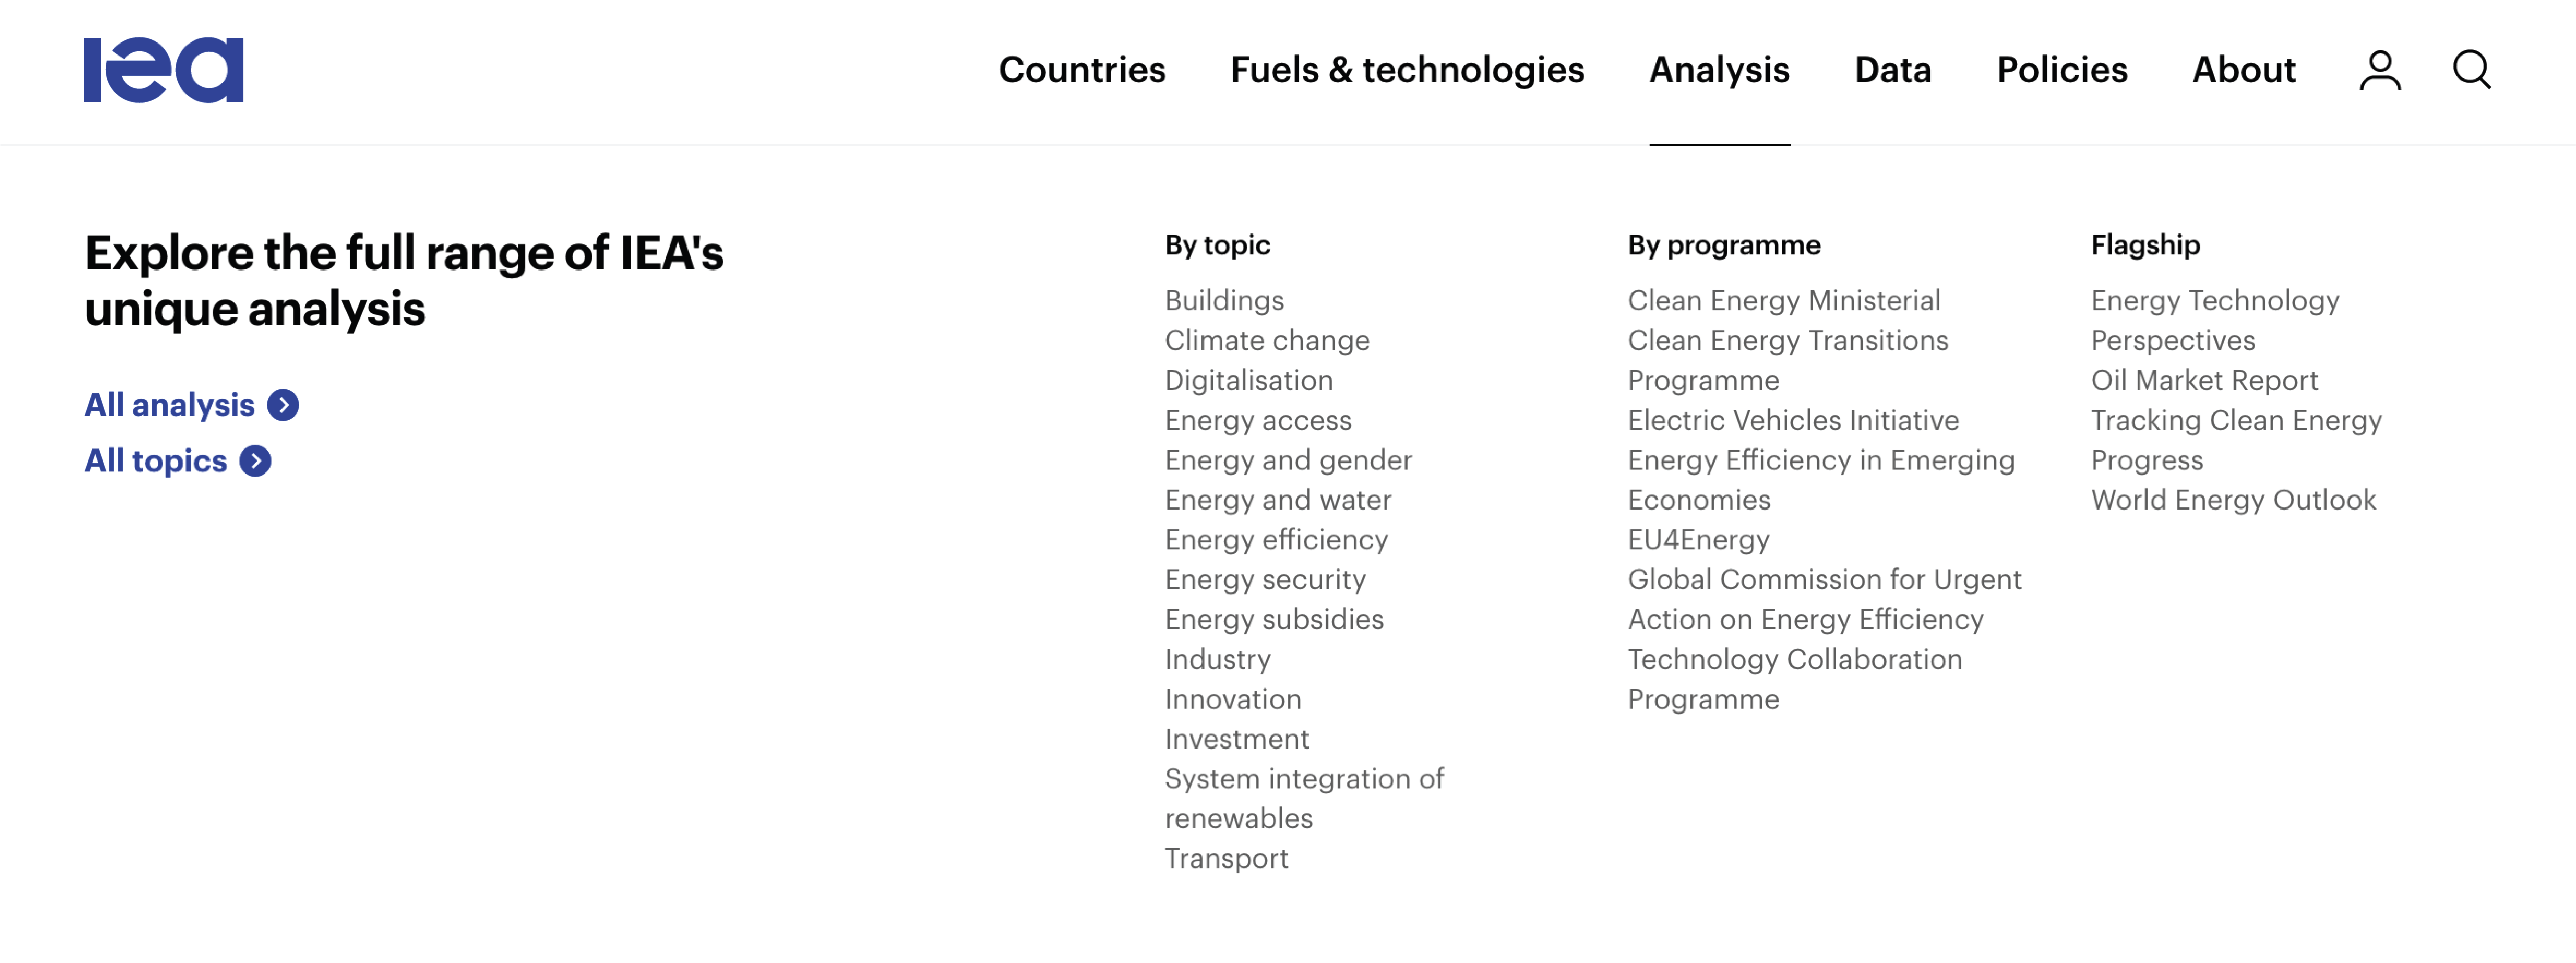 iea
Countries
Fuels & technologies
Analysis
Data
Policies
About
Explore the full range of IEA's
unique analysis
All analysis
All topics
By topic
Buildings
Climate change
Digitalisation
Energy access
Energy and gender
Energy and water
Energy efficiency
Energy security
Energy subsidies
Industry
Innovation
Investment
System integration of
renewables
Transport
By programme
Clean Energy Ministerial
Clean Energy Transitions
Programme
Electric Vehicles Initiative
Energy Efficiency in Emerging
Economies
EU4Energy
Global Commission for Urgent
Action on Energy Efficiency
Technology Collaboration
Programme
Flagship
Energy Technology
Perspectives
Oil Market Report
Tracking Clean Energy
Progress
World Energy Outlook